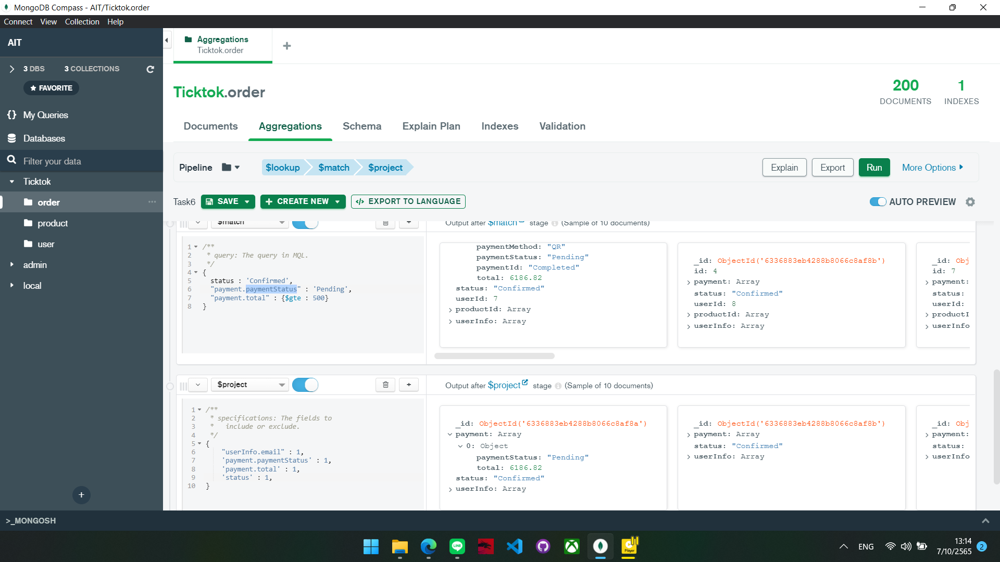 MongoDB Compass - AIT/Ticktok.order
Connect View Collection Help
AIT
3 DBS 3 COLLECTIONS
FAVORITE
{} My Queries
Databases
Filter your data
Ticktok
order
product
user
admin
local
+
Aggregations
Ticktok.order
+
Ticktok.order
200
DOCUMENTS
1
INDEXES
Documents Aggregations Schema Explain Plan Indexes Validation
Pipeline $lookup $match $project Explain Export Run More Options
Task6 SAVE + CREATE NEW </> EXPORT TO LANGUAGE AUTO PREVIEW
$match + Output after $match stage (Sample of 10 documents)
1 /**
2 * query: The query in MQL.
3 */
4 {
5 status : 'Confirmed',
6 "payment.paymentStatus" : 'Pending',
7 "payment.total" : {$gte : 500}
8 }
paymentMethod: "QR"
paymentStatus: "Pending"
paymentId: "Completed"
total: 6186.82
status: "Confirmed"
userId: 7
productId: Array
userInfo: Array
_id: ObjectId('6336883eb4288b8066c8af8b')
id: 4
payment: Array
status: "Confirmed"
userId: 8
productId: Array
userInfo: Array
_id: Obj
id: 7
payment:
status:
userId:
productI
userInfo
$project + Output after $project stage (Sample of 10 documents)
1 /**
2 * specifications: The fields to
3 * include or exclude.
4 */
5 {
6 "userInfo.email" : 1,
7 'payment.paymentStatus' : 1,
8 'payment.total' : 1,
9 'status' : 1,
10 }
_id: ObjectId('6336883eb4288b8066c8af8a')
payment: Array
0: Object
paymentStatus: "Pending"
total: 6186.82
status: "Confirmed"
userInfo: Array
_id: ObjectId('6336883eb4288b8066c8af8b')
payment: Array
status: "Confirmed"
userInfo: Array
_id: Obj
payment:
status:
userInfo
>_MONGOSH
LINE
Player
ENG
13:14
7/10/2565
2